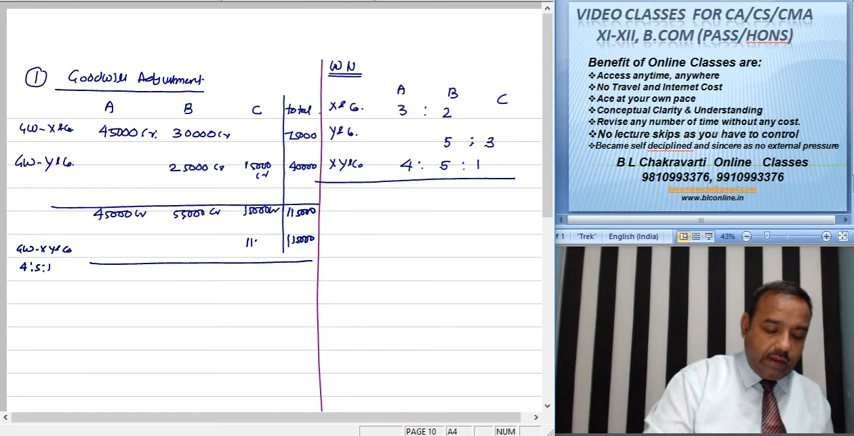 ① Goodwill Adjustment
A B C total
GW-X&Co 45000 Cr. 30000 Cr 75000
GW-Y&Co. 25000 Cr 15000 Cr 40000
45000 Cr 55000 Cr 15000 Cr 115000
GW-XY&Co 11: 115000
4:5:1
WN
A B C
X&Co. 3 : 2
Y&Co. 5 : 3
XY&Co 4: 5 : 1
VIDEO CLASSES FOR CA/CS/CMA
XI-XII, B.COM (PASS/HONS)
Benefit of Online Classes are:
❖Access anytime, anywhere
❖No Travel and Internet Cost
❖Ace at your own pace
❖Conceptual Clarity & Understanding
❖Revise any number of time without any cost.
❖No lecture skips as you have to control
❖Became self deciplined and sincere as no external pressure
B L Chakravarti Online Classes
9810993376, 9910993376
www.blconline.in
of 1 "Trek" English (India) 43%
PAGE 10 A4 NUM